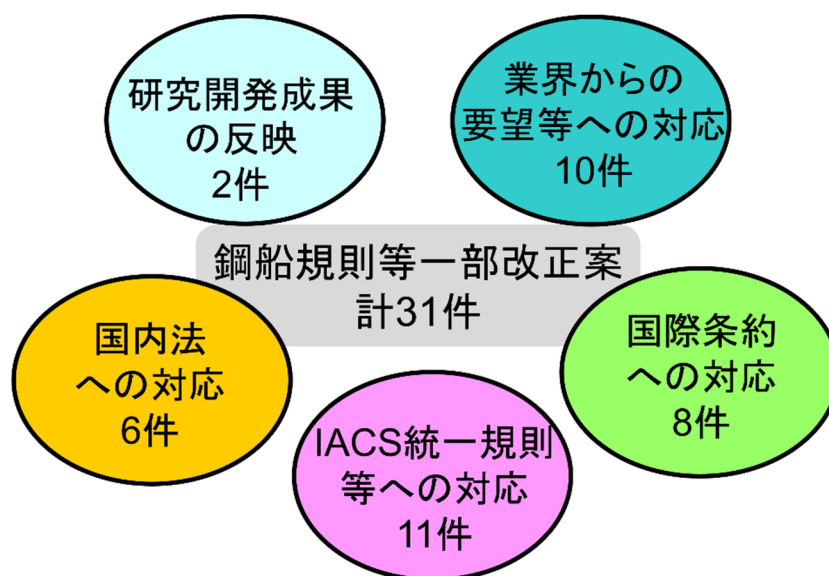 研究開発成果
の反映
2件
業界からの
要望等への対応
10件
鋼船規則等一部改正案
計31件
国内法
への対応
6件
国際条約
への対応
8件
IACS統一規則
等への対応
11件